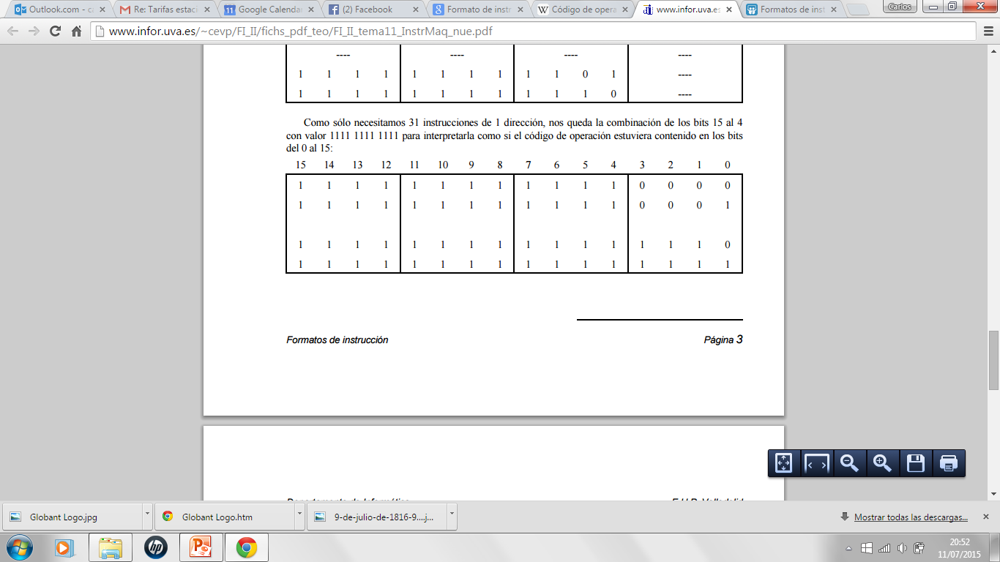 Outlook.com - ca
Re: Tarifas estaci
Google Calendar
(2) Facebook
Formato de instr
Código de opera
www.infor.uva.es
Formatos de inst
Carlos
www.infor.uva.es/~cevp/FI_II/fichs_pdf_teo/FI_II_tema11_InstrMaq_nue.pdf
---- ---- ---- ----
1 1 1 1 1 1 1 1 1 1 0 1 ----
1 1 1 1 1 1 1 1 1 1 1 0 ----
Como sólo necesitamos 31 instrucciones de 1 dirección, nos queda la combinación de los bits 15 al 4
con valor 1111 1111 1111 para interpretarla como si el código de operación estuviera contenido en los bits
del 0 al 15:
15 14 13 12 11 10 9 8 7 6 5 4 3 2 1 0
1 1 1 1 1 1 1 1 1 1 1 1 0 0 0 0
1 1 1 1 1 1 1 1 1 1 1 1 0 0 0 1
1 1 1 1 1 1 1 1 1 1 1 1 1 1 1 0
1 1 1 1 1 1 1 1 1 1 1 1 1 1 1 1
Formatos de instrucción Página 3
Globant Logo.jpg
Globant Logo.htm
9-de-julio-de-1816-9....j...
Mostrar todas las descargas...
20:52
11/07/2015